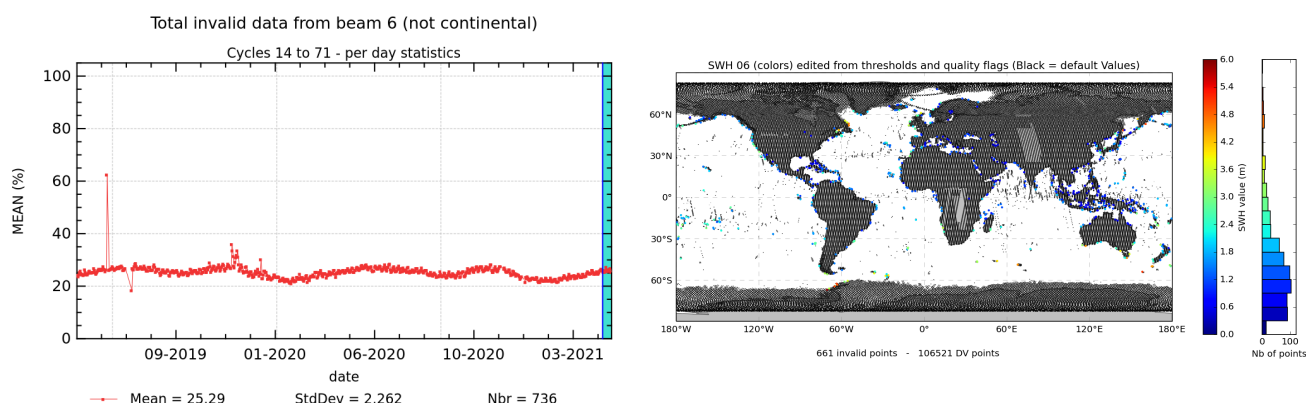 Total invalid data from beam 6 (not continental)
Cycles 14 to 71 - per day statistics
100
80
60
40
20
0
MEAN (%)
09-2019 01-2020 06-2020 10-2020 03-2021
date
Mean = 25.29 StdDev = 2.262 Nbr = 736
SWH 06 (colors) edited from thresholds and quality flags (Black = default Values)
60°N
30°N
0°
30°S
60°S
180°W 120°W 60°W 0° 60°E 120°E 180°E
661 invalid points - 106521 DV points
6.0
5.4
4.8
4.2
3.6
3.0
2.4
1.8
1.2
0.6
0.0
SWH value (m)
0 100
Nb of points